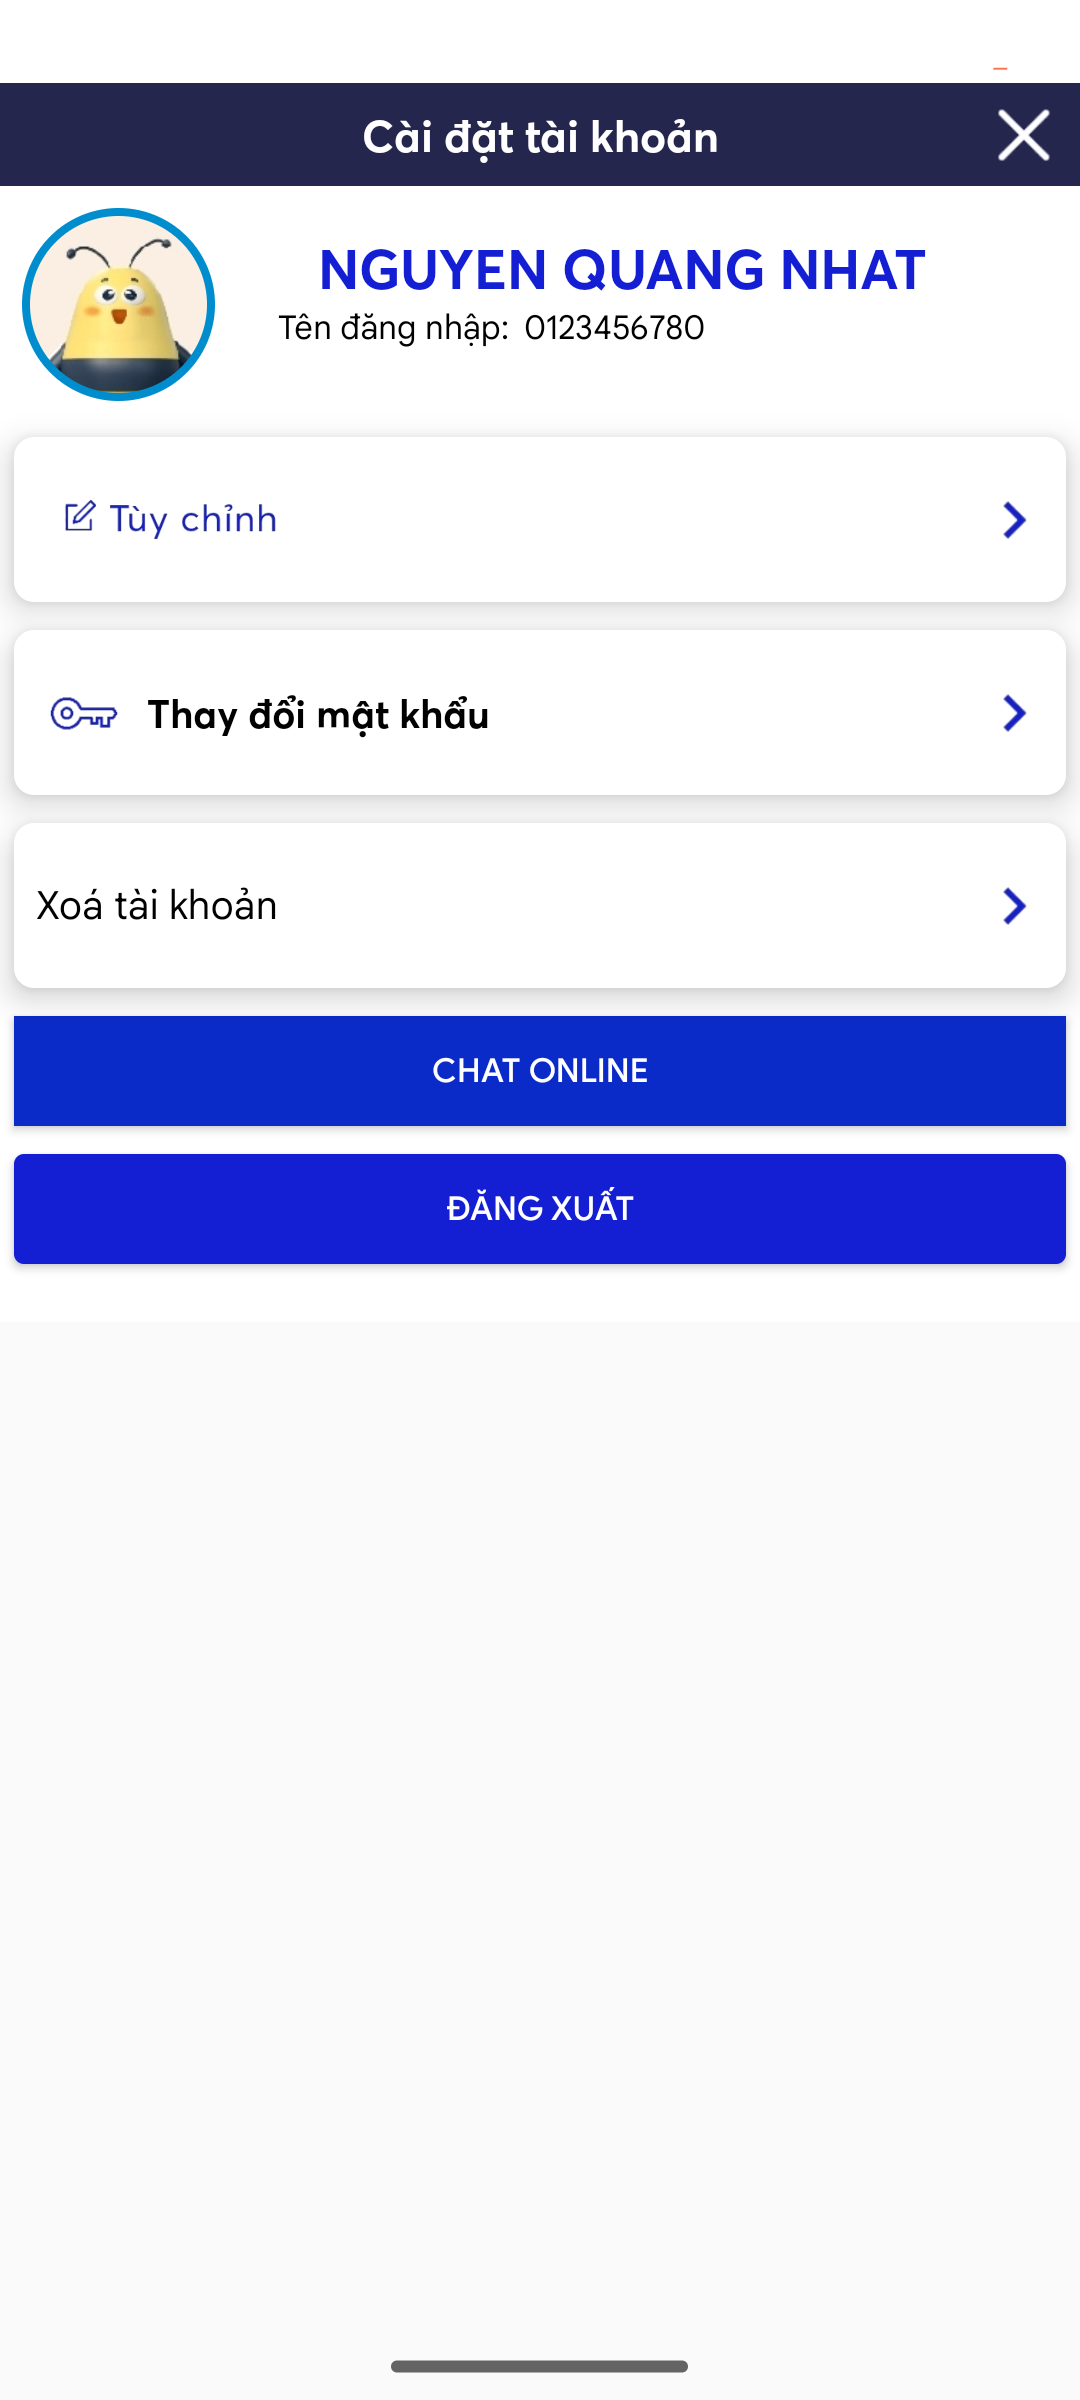 Cài đặt tài khoản
NGUYEN QUANG NHAT
Tên đăng nhập: 0123456780
Tùy chỉnh
Thay đổi mật khẩu
Xoá tài khoản
CHAT ONLINE
ĐĂNG XUẤT